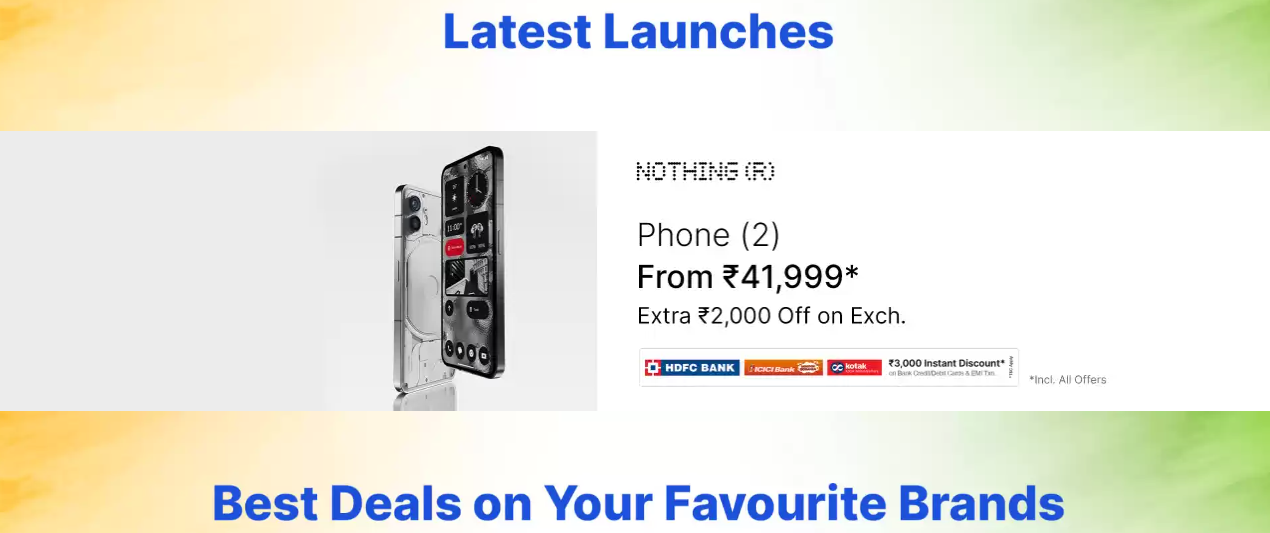 Latest Launches
NOTHING (R)
Phone (2)
From ₹41,999*
Extra ₹2,000 Off on Exch.
HDFC BANK
ICICI Bank
kotak
₹3,000 Instant Discount*
on Bank Credit/Debit Cards & EMI Txn.
*Incl. All Offers
11:00
Best Deals on Your Favourite Brands